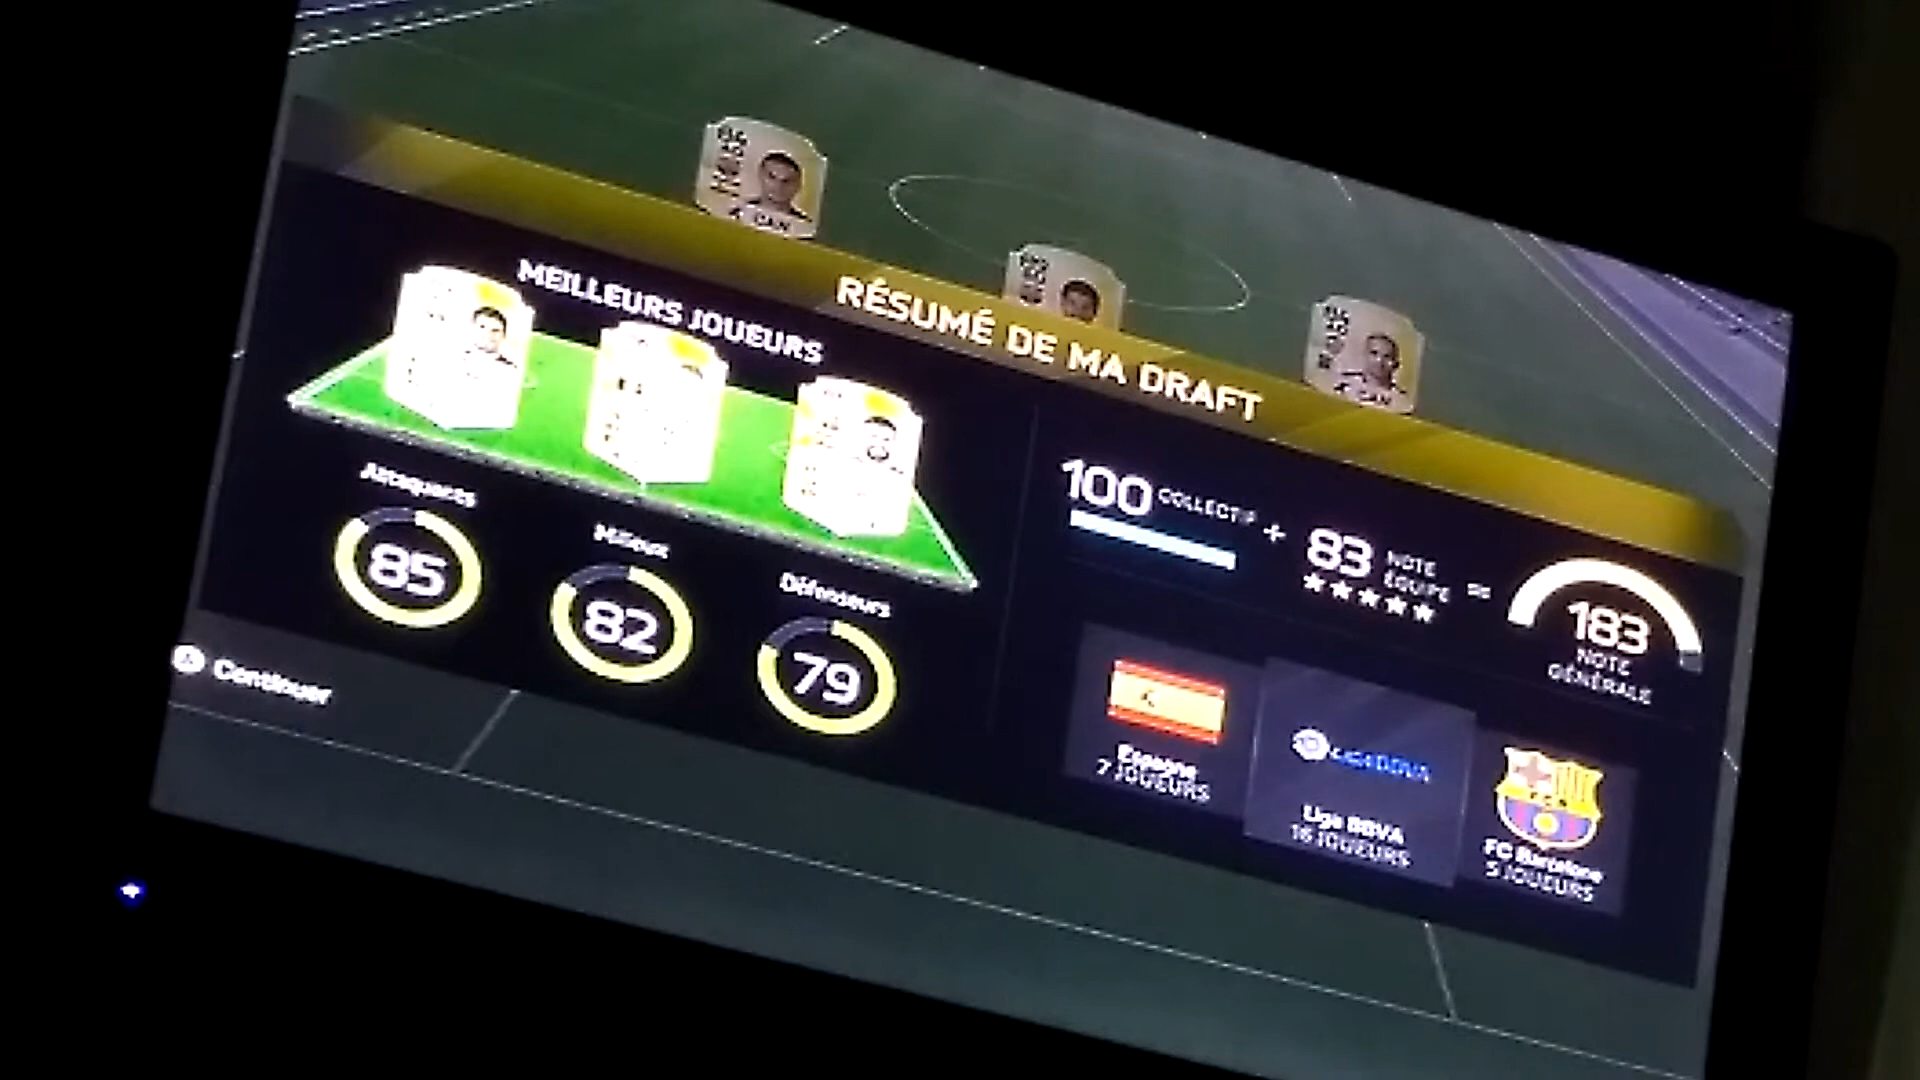 RÉSUMÉ DE MA DRAFT
MEILLEURS JOUEURS
Attaquants
85
Milieux
82
Défenseurs
79
100 COLLECTIF +
83 NOTE
ÉQUIPE =
183
NOTE
GÉNÉRALE
Espagne
7 JOUEURS
Liga BBVA
16 JOUEURS
FC Barcelone
5 JOUEURS
Continuer